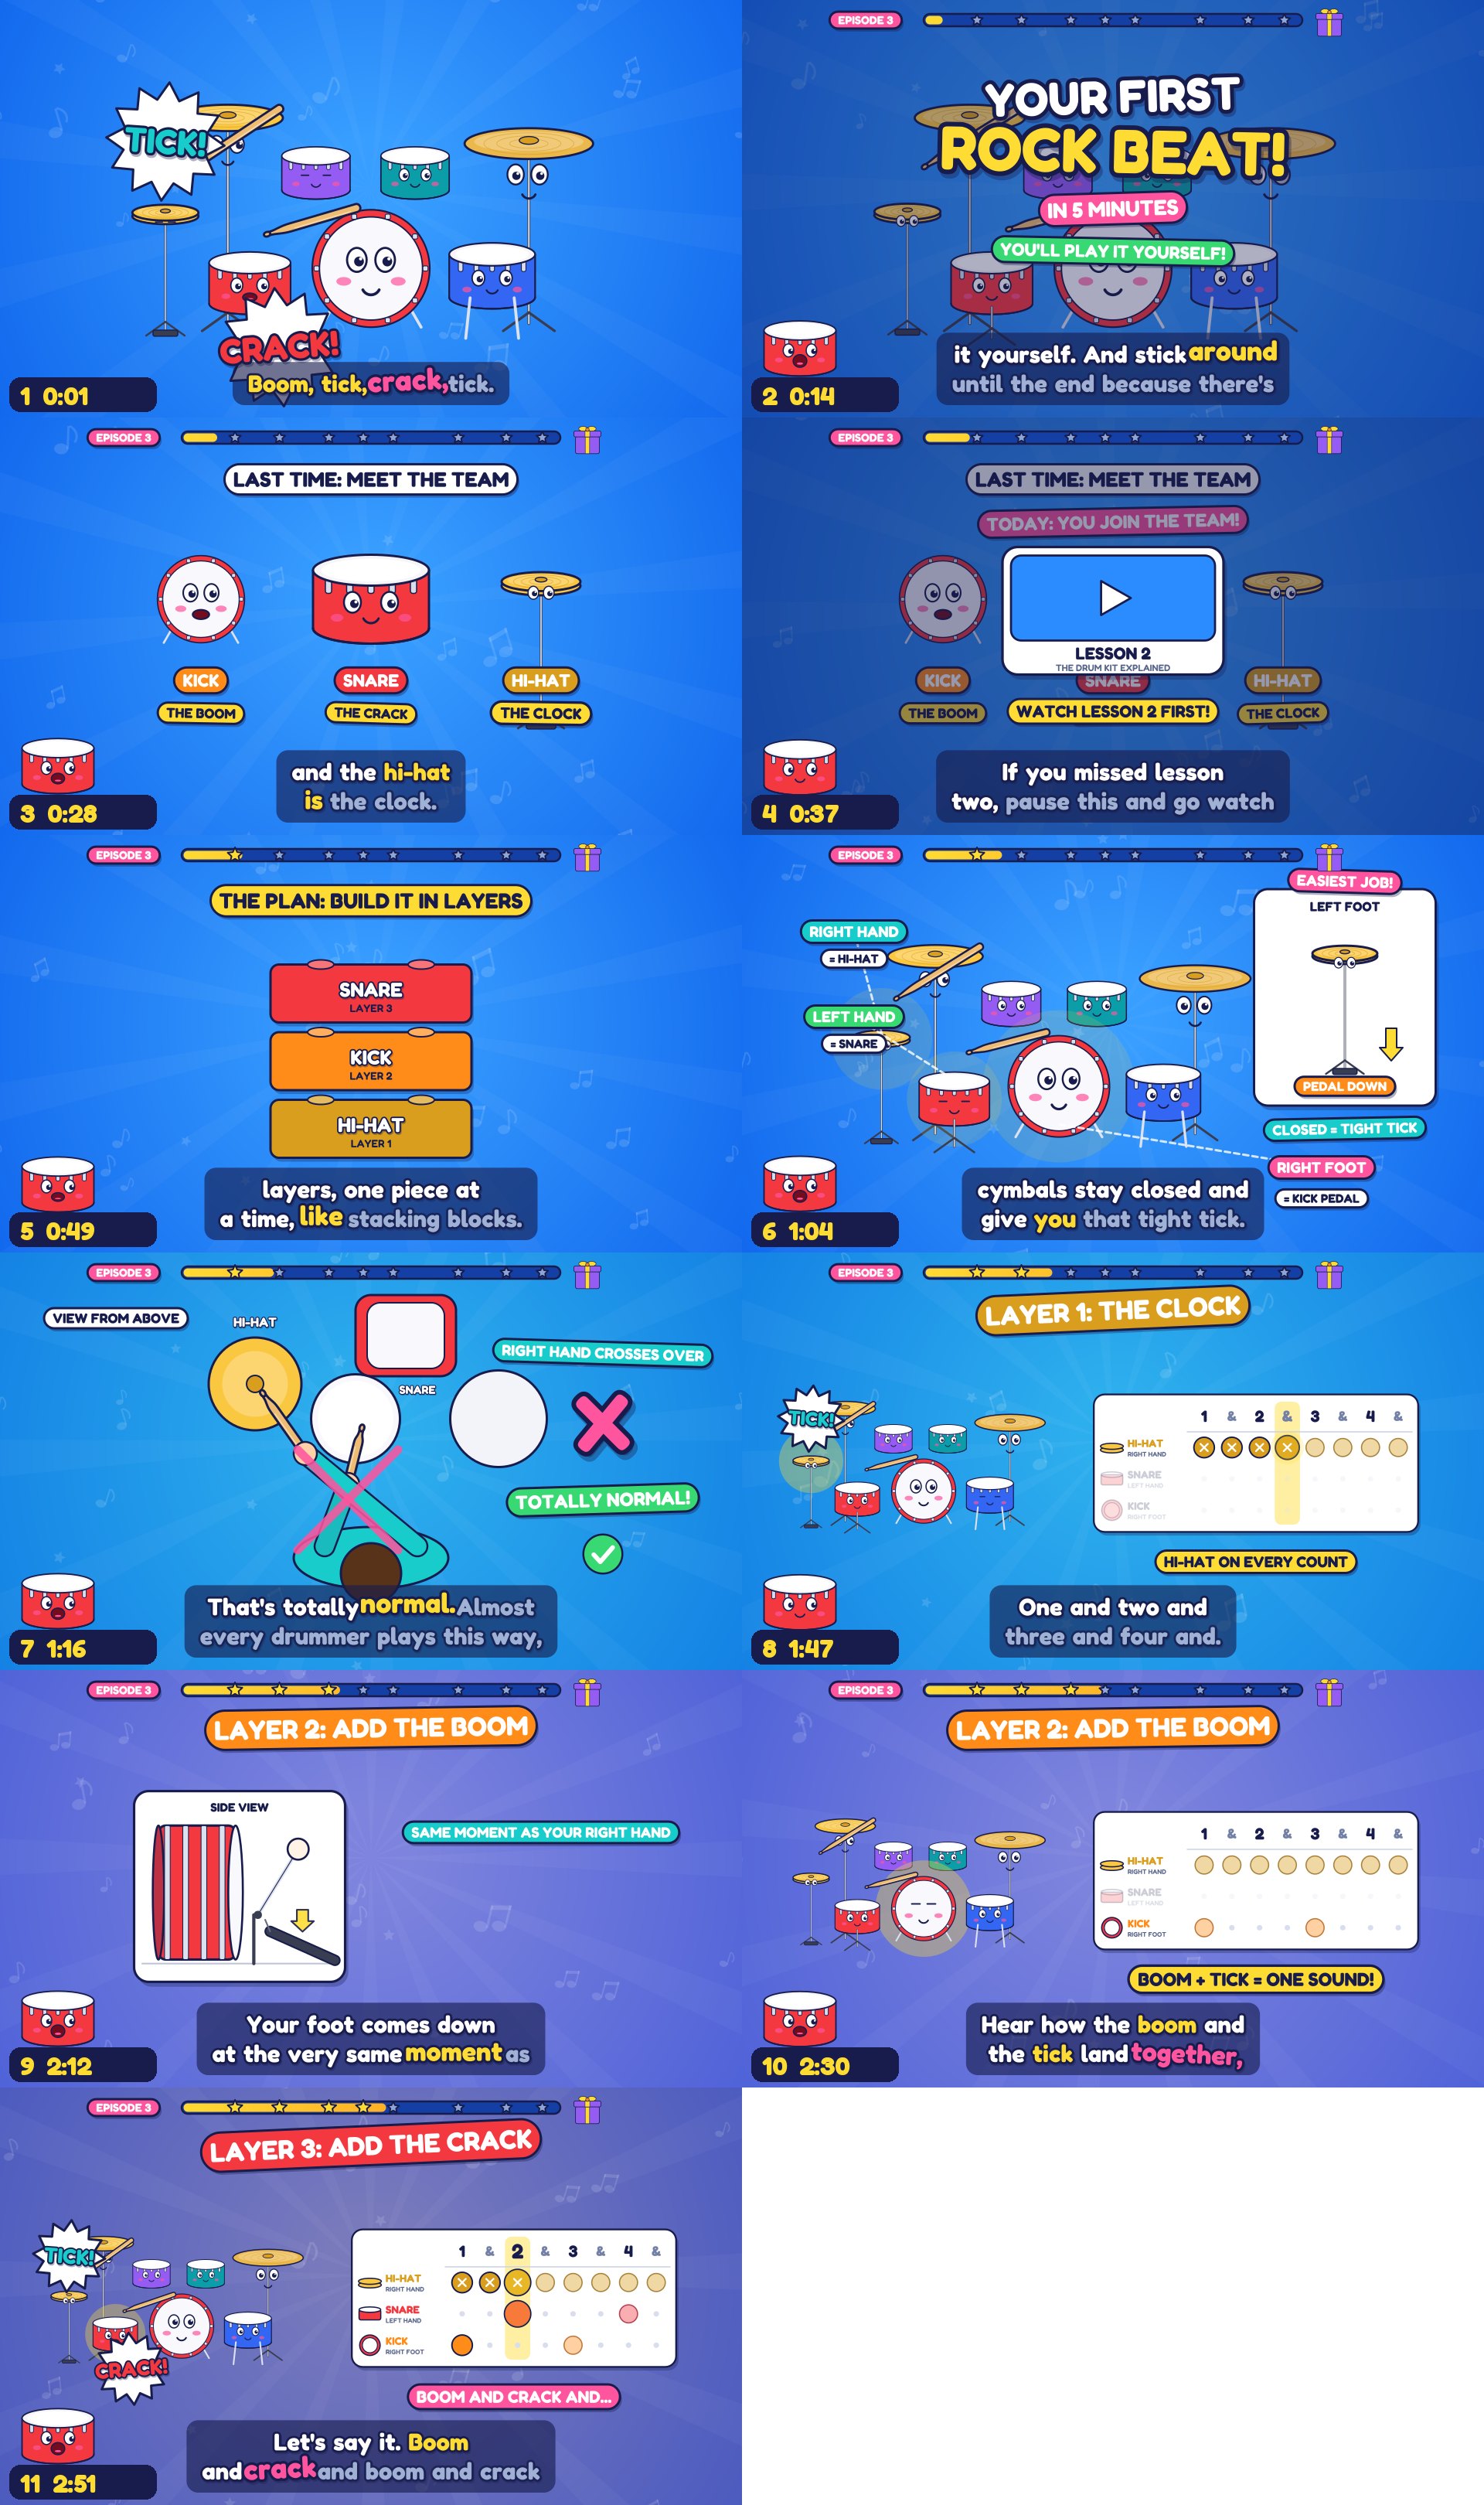 TICK!
CRACK!
Boom, tick, crack, tick.
1 0:01
EPISODE 3
YOUR FIRST
ROCK BEAT!
IN 5 MINUTES
YOU'LL PLAY IT YOURSELF!
it yourself. And stick around
until the end because there's
2 0:14
EPISODE 3
LAST TIME: MEET THE TEAM
KICK
SNARE
HI-HAT
THE BOOM
THE CRACK
THE CLOCK
and the hi-hat
is the clock.
3 0:28
EPISODE 3
LAST TIME: MEET THE TEAM
TODAY: YOU JOIN THE TEAM!
LESSON 2
THE DRUM KIT EXPLAINED
KICK
SNARE
HI-HAT
THE BOOM
WATCH LESSON 2 FIRST!
THE CLOCK
If you missed lesson
two, pause this and go watch
4 0:37
EPISODE 3
THE PLAN: BUILD IT IN LAYERS
SNARE
LAYER 3
KICK
LAYER 2
HI-HAT
LAYER 1
layers, one piece at
a time, like stacking blocks.
5 0:49
EPISODE 3
EASIEST JOB!
LEFT FOOT
RIGHT HAND
= HI-HAT
LEFT HAND
= SNARE
PEDAL DOWN
CLOSED = TIGHT TICK
RIGHT FOOT
= KICK PEDAL
cymbals stay closed and
give you that tight tick.
6 1:04
EPISODE 3
VIEW FROM ABOVE
HI-HAT
RIGHT HAND CROSSES OVER
SNARE
TOTALLY NORMAL!
That's totally normal. Almost
every drummer plays this way,
7 1:16
EPISODE 3
LAYER 1: THE CLOCK
TICK!
1 & 2 & 3 & 4 &
HI-HAT
RIGHT HAND
SNARE
LEFT HAND
KICK
RIGHT FOOT
HI-HAT ON EVERY COUNT
One and two and
three and four and.
8 1:47
EPISODE 3
LAYER 2: ADD THE BOOM
SIDE VIEW
SAME MOMENT AS YOUR RIGHT HAND
Your foot comes down
at the very same moment as
9 2:12
EPISODE 3
LAYER 2: ADD THE BOOM
1 & 2 & 3 & 4 &
HI-HAT
RIGHT HAND
SNARE
LEFT HAND
KICK
RIGHT FOOT
BOOM + TICK = ONE SOUND!
Hear how the boom and
the tick land together,
10 2:30
EPISODE 3
LAYER 3: ADD THE CRACK
TICK!
CRACK!
1 & 2 & 3 & 4 &
HI-HAT
RIGHT HAND
SNARE
LEFT HAND
KICK
RIGHT FOOT
BOOM AND CRACK AND...
Let's say it. Boom
and crack and boom and crack
11 2:51